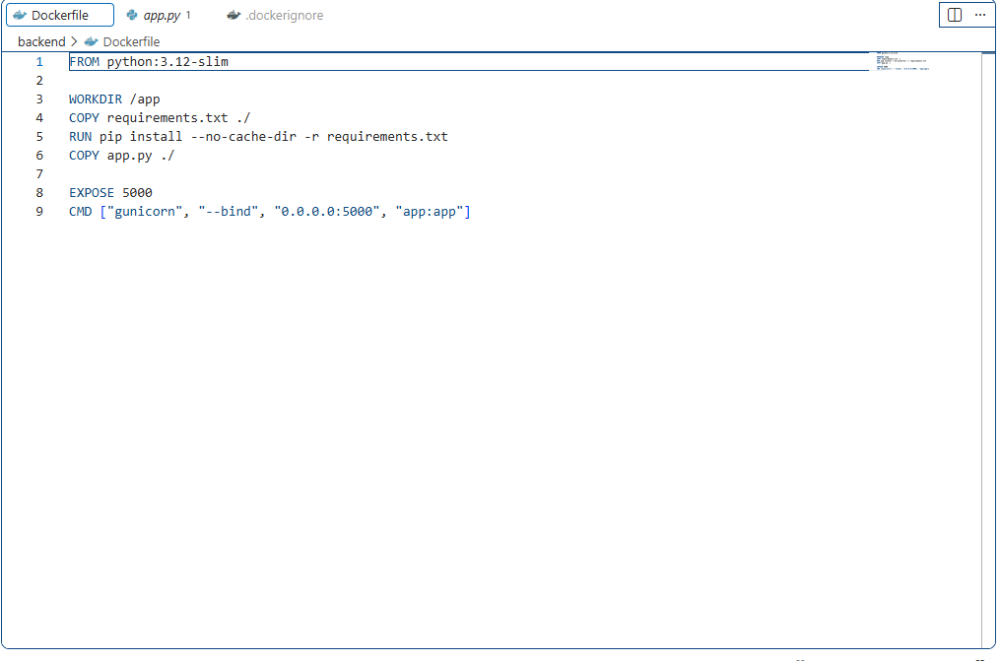 Dockerfile
app.py 1
.dockerignore
backend > Dockerfile
1 FROM python:3.12-slim
2
3 WORKDIR /app
4 COPY requirements.txt ./
5 RUN pip install --no-cache-dir -r requirements.txt
6 COPY app.py ./
7
8 EXPOSE 5000
9 CMD ["gunicorn", "--bind", "0.0.0.0:5000", "app:app"]